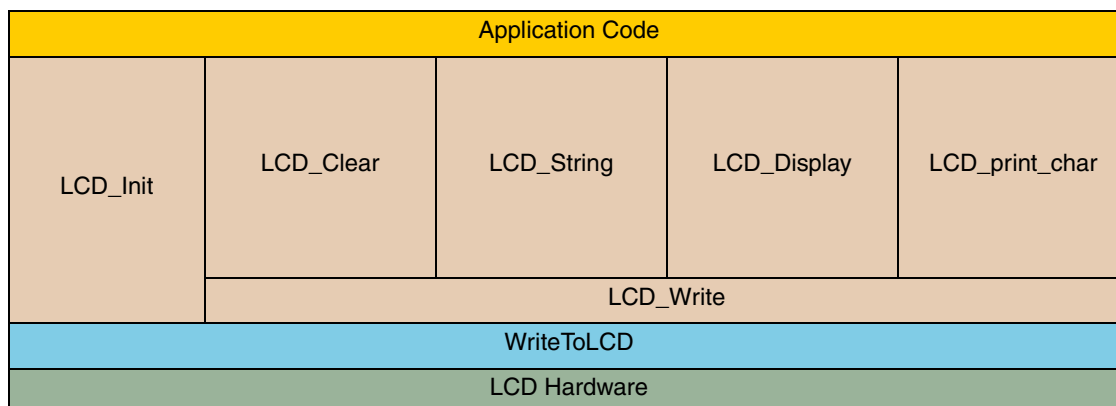 Application Code
LCD_Init
LCD_Clear
LCD_String
LCD_Display
LCD_print_char
LCD_Write
WriteToLCD
LCD Hardware